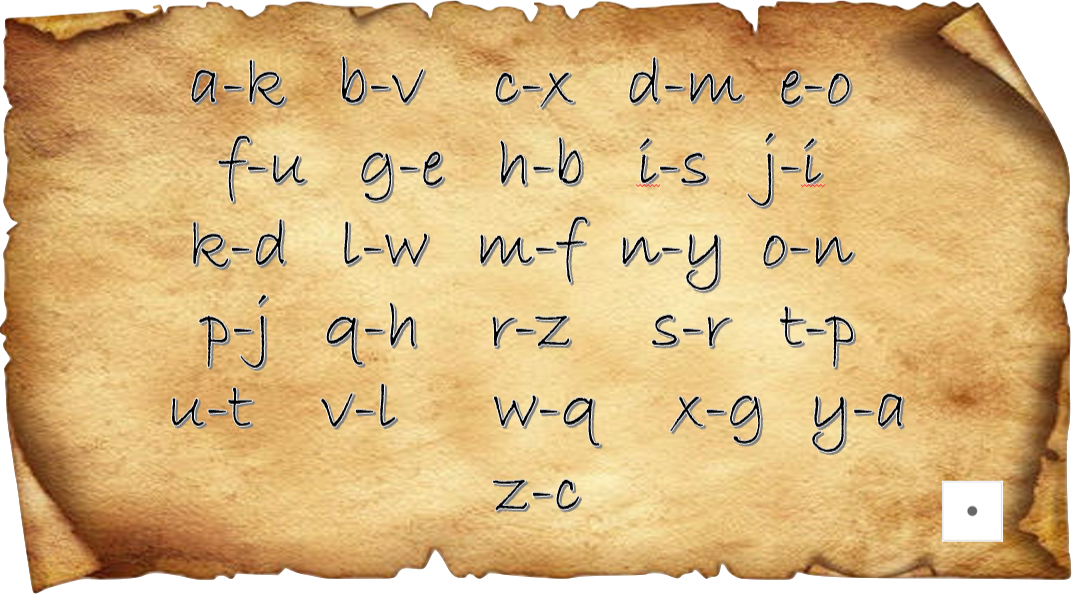 a-k b-v c-x d-m e-o
f-u g-e h-b i-s j-i
k-d l-w m-f n-y o-n
p-j q-h r-z s-r t-p
u-t v-l w-q x-g y-a
z-c